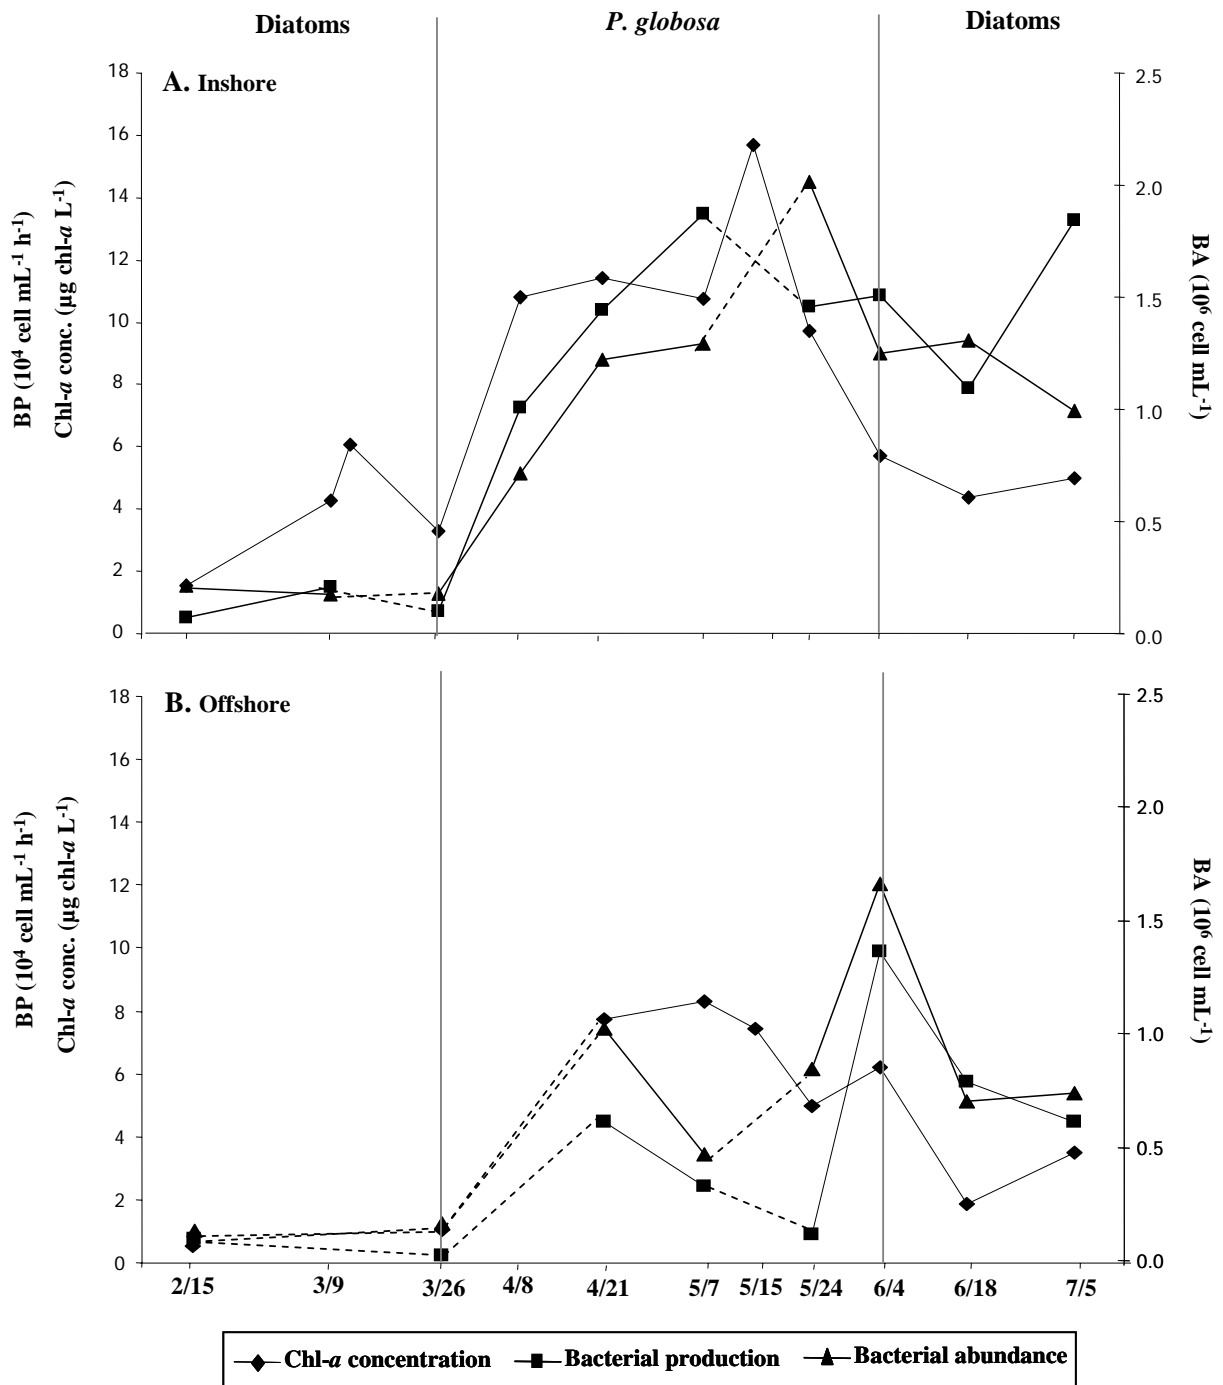 Diatoms P. globosa Diatoms
A. Inshore
18
16
14
12
10
8
6
4
2
0
BP (10⁴ cell mL⁻¹ h⁻¹)
Chl-a conc. (µg chl-a L⁻¹)
2.5
2.0
1.5
1.0
0.5
0.0
BA (10⁶ cell mL⁻¹)
B. Offshore
18
16
14
12
10
8
6
4
2
0
BP (10⁴ cell mL⁻¹ h⁻¹)
Chl-a conc. (µg chl-a L⁻¹)
2.5
2.0
1.5
1.0
0.5
0.0
BA (10⁶ cell mL⁻¹)
2/15 3/9 3/26 4/8 4/21 5/7 5/15 5/24 6/4 6/18 7/5
Chl-a concentration Bacterial production Bacterial abundance